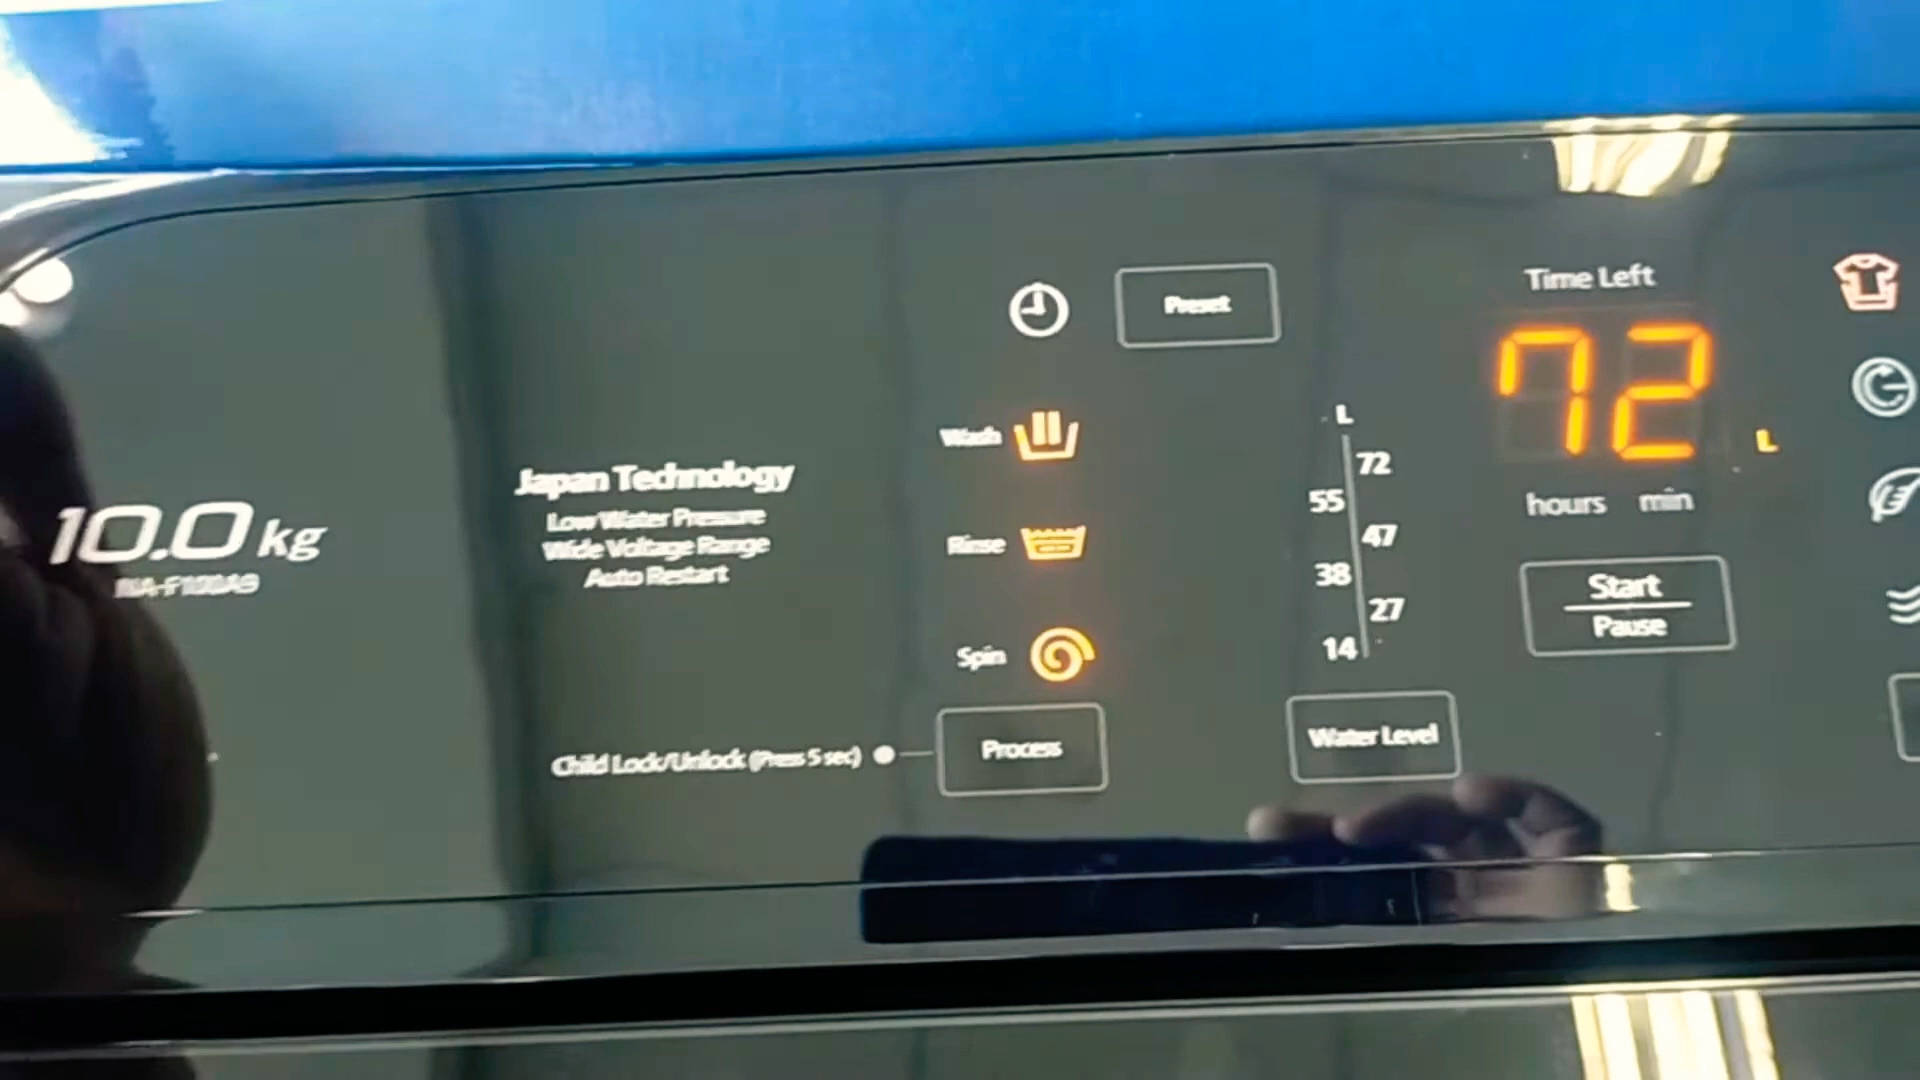 10.0 kg
Japan Technology
Low Water Pressure
Wide Voltage Range
Auto Restart
Child Lock/Unlock (Press 5 sec)
Preset
Wash
Rinse
Spin
Process
L
72
55
47
38
27
14
Water Level
Time Left
72 L
hours min
Start
Pause